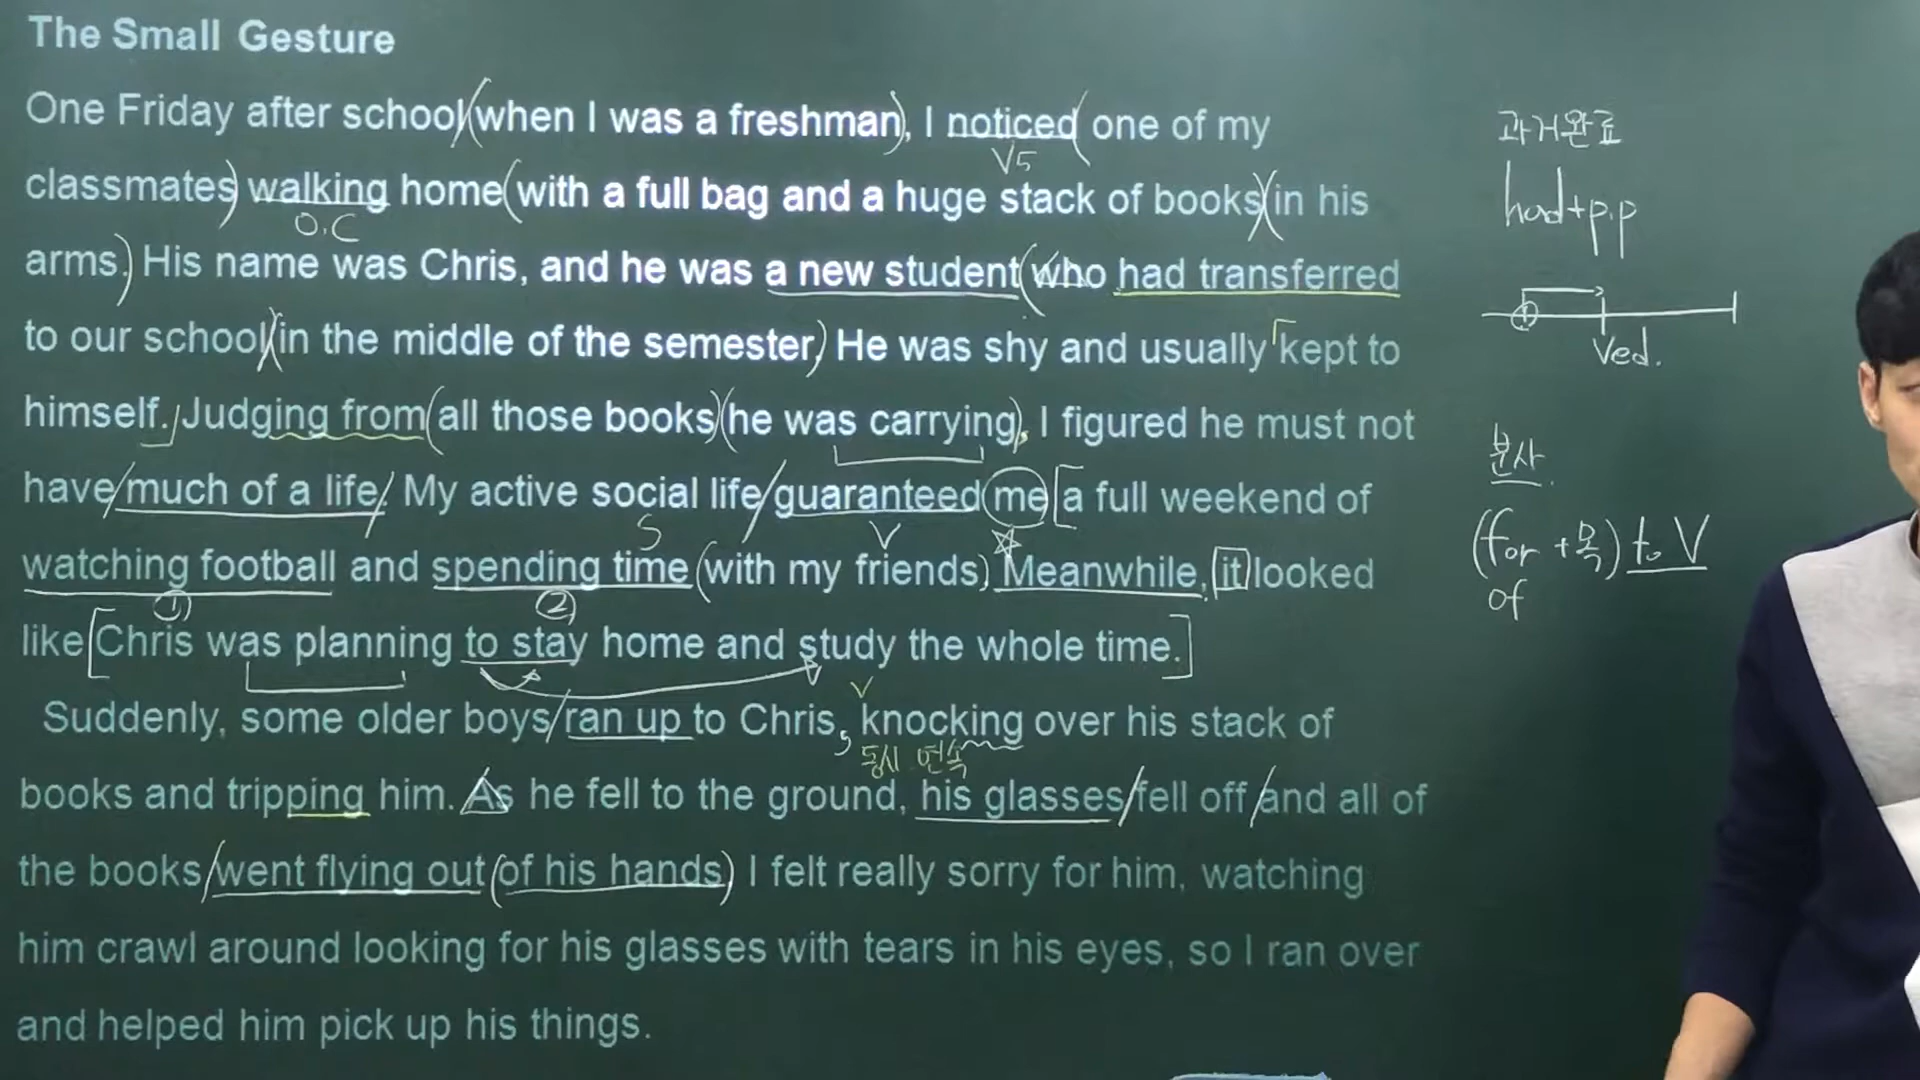 The Small Gesture
One Friday after school (when I was a freshman), I noticed (one of my
V5
classmates) walking home (with a full bag and a huge stack of books) (in his
O.C
arms.) His name was Chris, and he was a new student (who had transferred
to our school (in the middle of the semester.) He was shy and usually kept to
himself. Judging from (all those books) (he was carrying), I figured he must not
have / much of a life. / My active social life / guaranteed me [a full weekend of
S V ☆
watching football and spending time (with my friends.) Meanwhile, it looked
① ②
like [Chris was planning to stay home and study the whole time.]
Suddenly, some older boys / ran up to Chris, knocking over his stack of
동시 연속
books and tripping him. As he fell to the ground, his glasses / fell off / and all of
the books / went flying out (of his hands.) I felt really sorry for him, watching
him crawl around looking for his glasses with tears in his eyes, so I ran over
and helped him pick up his things.
과거완료
had+p.p
①
Ved.
분사
(for +목) to V
of